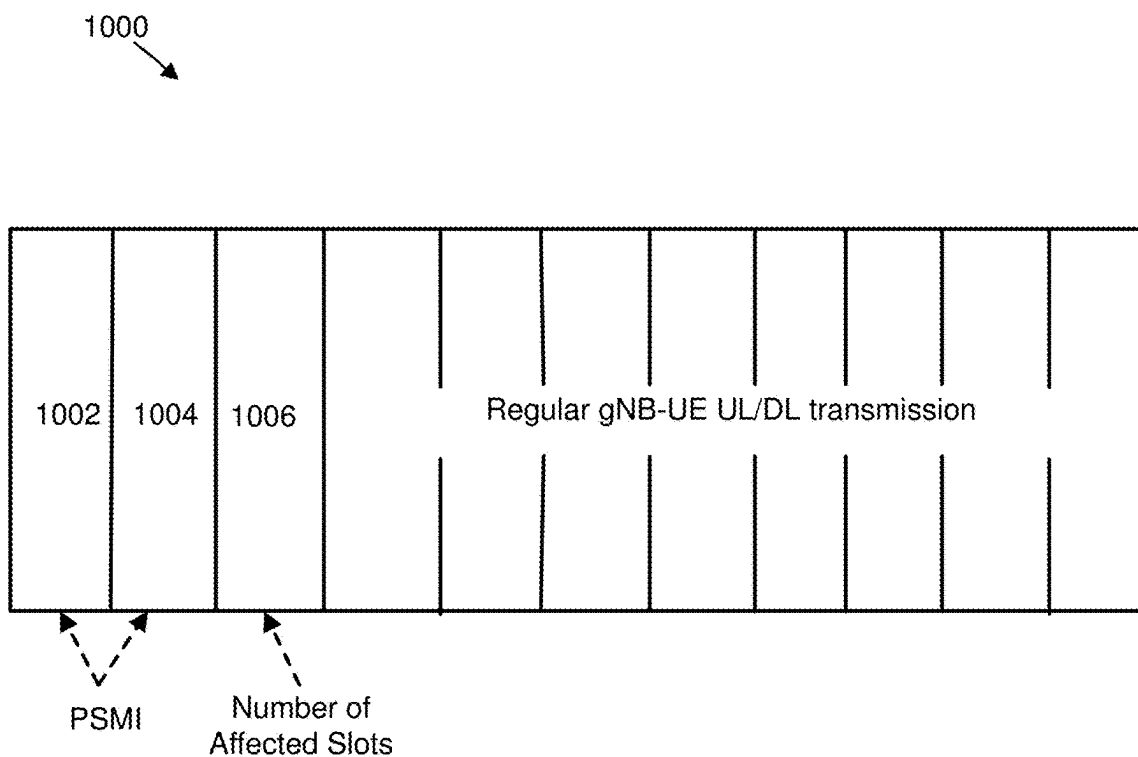 1000
1002
1004
1006
Regular gNB-UE UL/DL transmission
PSMI
Number of
Affected Slots